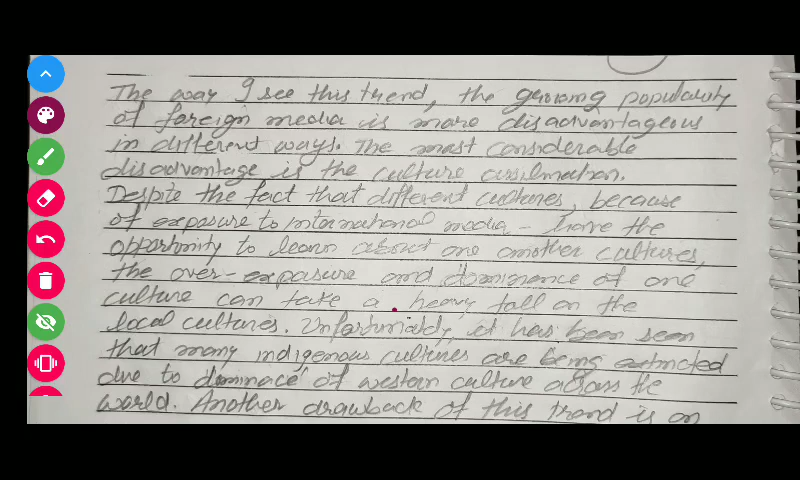 The way I see this trend, the growing popularity
of foreign media is more disadvantageous
in different ways. The most considerable
disadvantage is the culture assilmation.
Despite the fact that different cultures, because
of exposure to international media - have the
opportunity to learn about one another cultures,
the over-exposure and dominance of one
culture can take a heavy tall on the
local cultures. Unfortunatly, it has been seen
that many indigenous cultures are being extincted
due to dominace of western culture across the
world. Another drawback of this trend is on